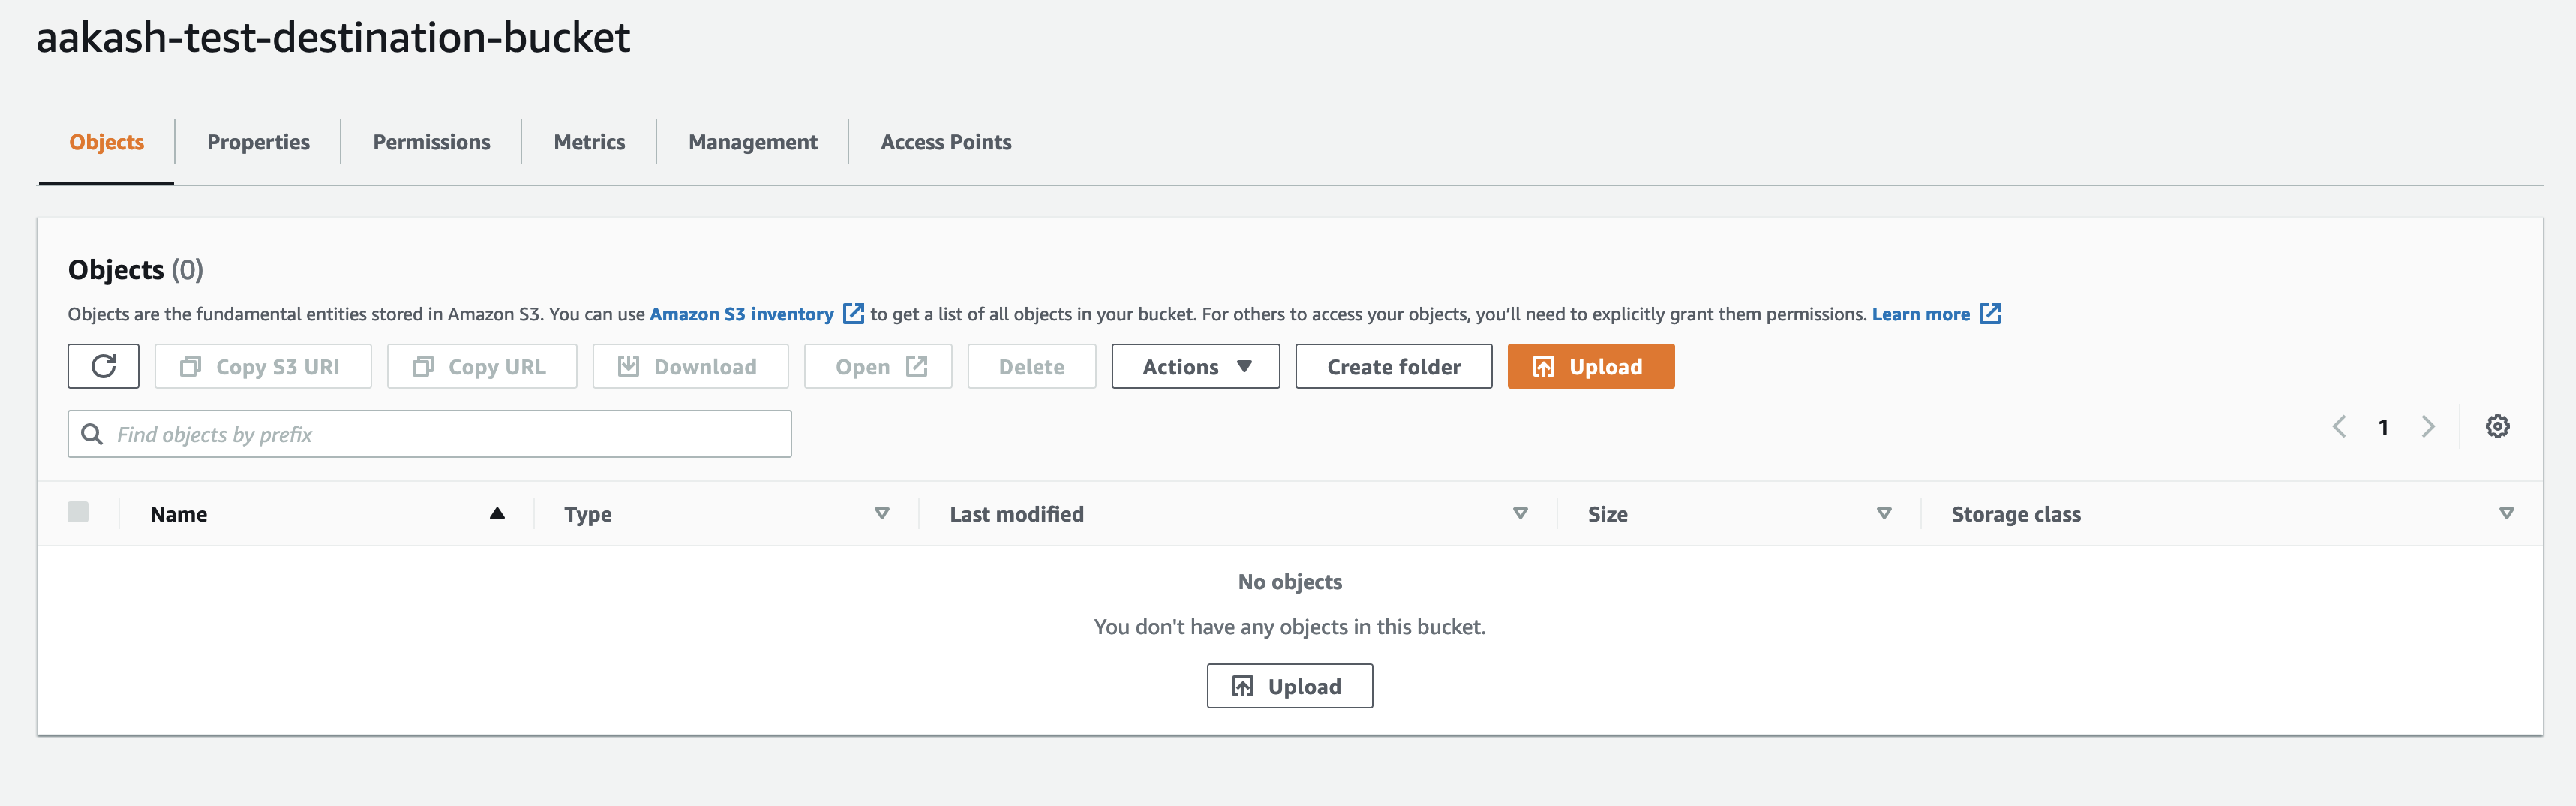 aakash-test-destination-bucket
Objects Properties Permissions Metrics Management Access Points
Objects (0)
Objects are the fundamental entities stored in Amazon S3. You can use Amazon S3 inventory to get a list of all objects in your bucket. For others to access your objects, you’ll need to explicitly grant them permissions. Learn more
Copy S3 URI Copy URL Download Open Delete Actions Create folder Upload
Find objects by prefix 1
Name Type Last modified Size Storage class
No objects
You don't have any objects in this bucket.
Upload